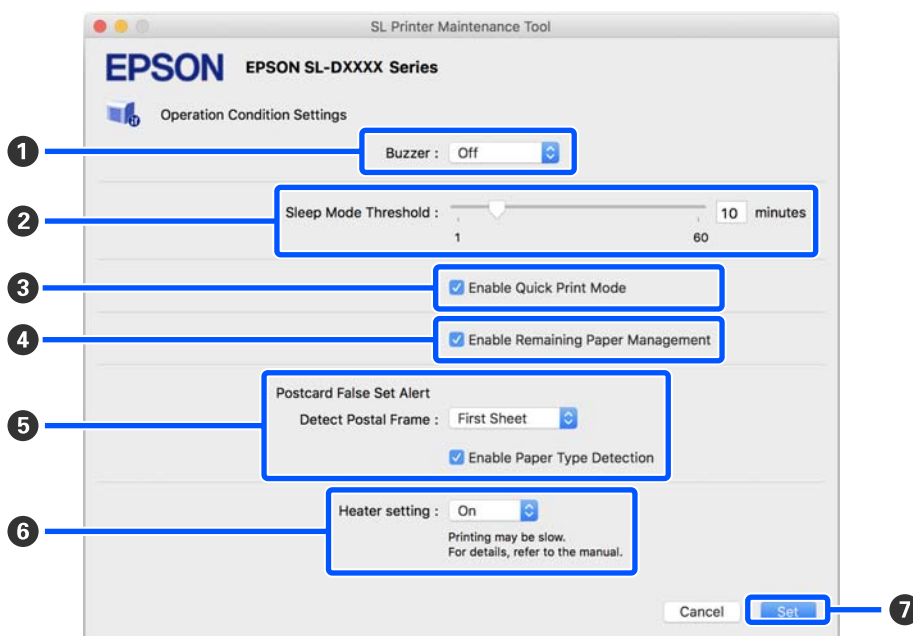 SL Printer Maintenance Tool
EPSON EPSON SL-DXXXX Series
Operation Condition Settings
1 Buzzer : Off
2 Sleep Mode Threshold : 10 minutes
1 60
3 Enable Quick Print Mode
4 Enable Remaining Paper Management
Postcard False Set Alert
5 Detect Postal Frame : First Sheet
Enable Paper Type Detection
6 Heater setting : On
Printing may be slow.
For details, refer to the manual.
Cancel Set 7